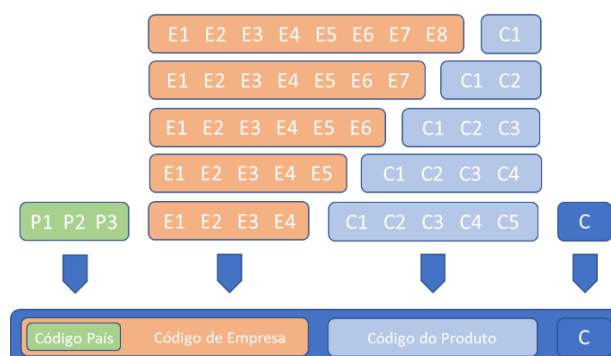 E1 E2 E3 E4 E5 E6 E7 E8 C1
E1 E2 E3 E4 E5 E6 E7 C1 C2
E1 E2 E3 E4 E5 E6 C1 C2 C3
E1 E2 E3 E4 E5 C1 C2 C3 C4
P1 P2 P3 E1 E2 E3 E4 C1 C2 C3 C4 C5 C
Código País Código de Empresa Código do Produto C